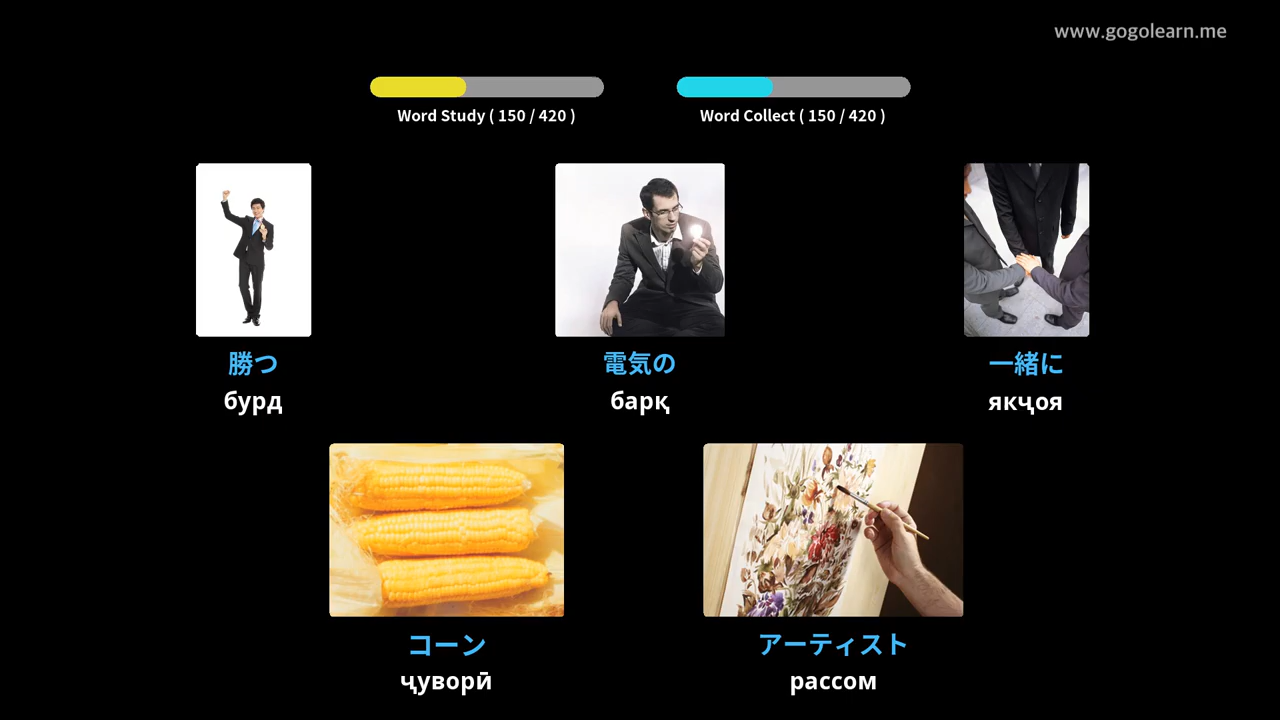 www.gogolearn.me
Word Study ( 150 / 420 )
Word Collect ( 150 / 420 )
勝つ
бурд
電気の
барқ
一緒に
якҷоя
コーン
ҷуворӣ
アーティスト
рассом